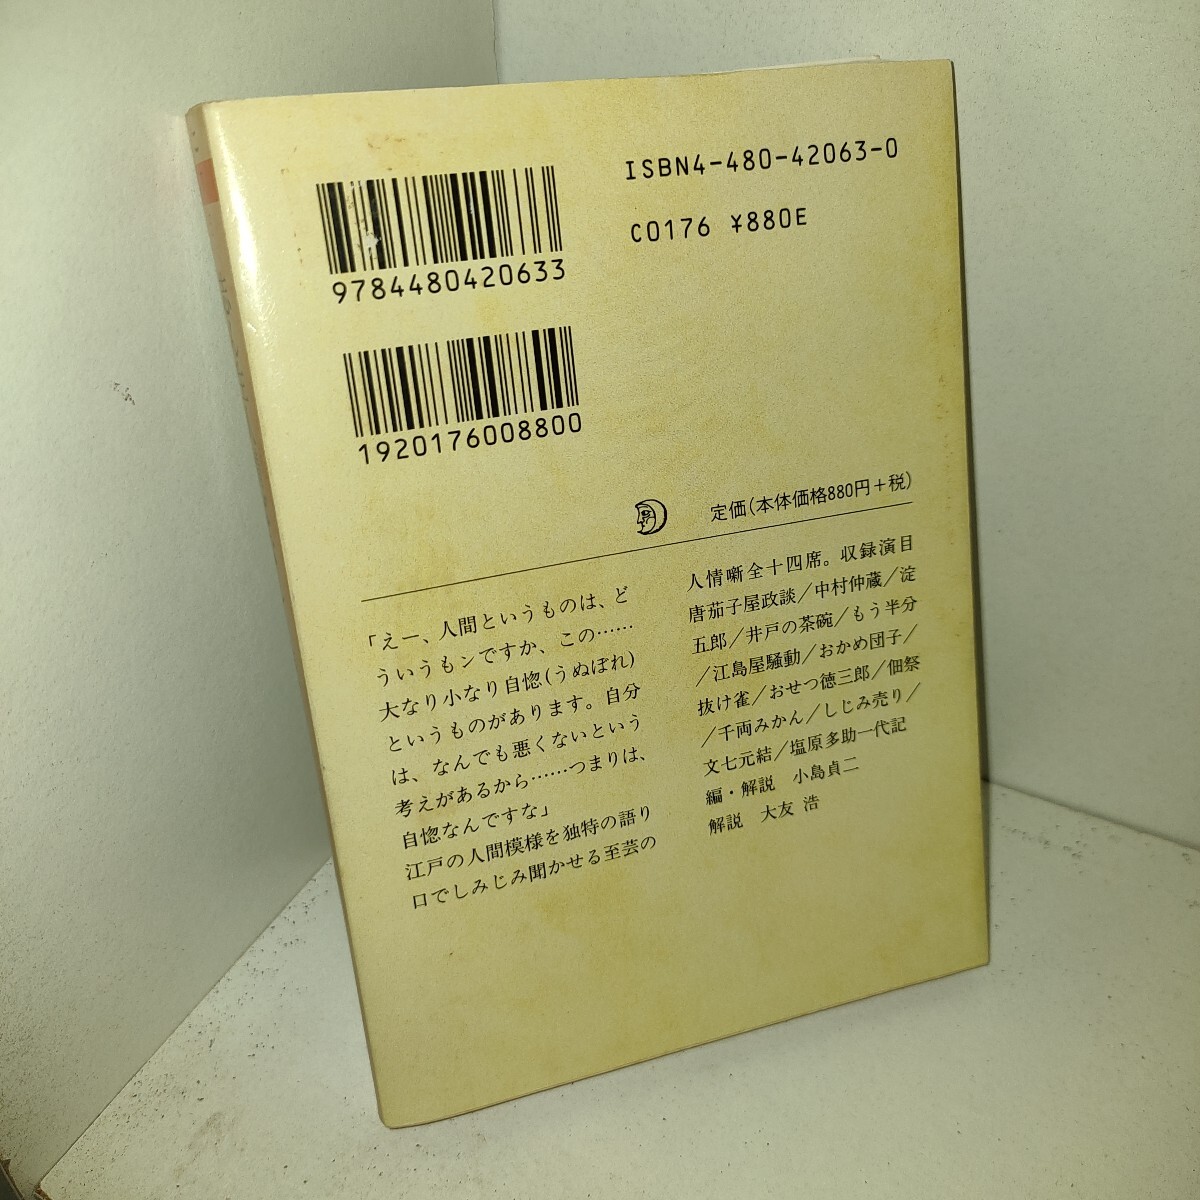 ISBN4-480-42063-0
C0176 ¥880E
9784480420633
1920176008800
定価(本体価格880円+税)
「えー、人間というものは、ど
ういうもンですか、この……
大なり小なり自惚(うぬぼれ)
というものがあります。自分
は、なんでも悪くないという
考えがあるから……つまりは、
自惚なんですな」
江戸の人間模様を独特の語り
口でしみじみ聞かせる至芸の
人情噺全十四席。収録演目
唐茄子屋政談/中村仲蔵/淀
五郎/井戸の茶碗/もう半分
/江島屋騒動/おかめ団子/
抜け雀/おせつ徳三郎/佃祭
/千両みかん/しじみ売り/
文七元結/塩原多助一代記
編・解説 小島貞二
解説 大友 浩